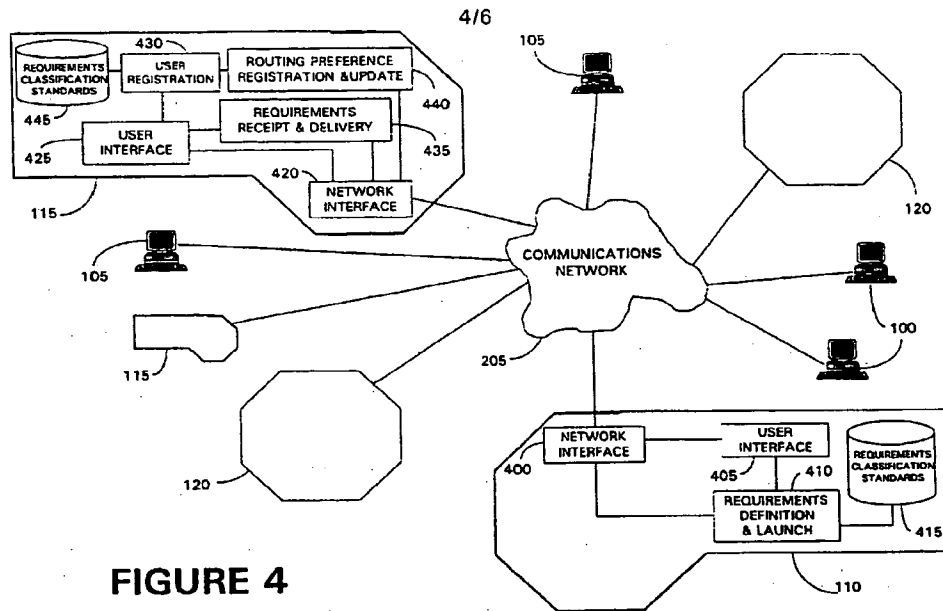 4/6
430
REQUIREMENTS
CLASSIFICATION
STANDARDS
445
USER
REGISTRATION
ROUTING PREFERENCE
REGISTRATION &UPDATE
440
REQUIREMENTS
RECEIPT & DELIVERY
435
425
USER
INTERFACE
420
NETWORK
INTERFACE
115
105
120
COMMUNICATIONS
NETWORK
205
105
115
100
120
400
NETWORK
INTERFACE
USER
INTERFACE
405
410
REQUIREMENTS
DEFINITION
& LAUNCH
REQUIREMENTS
CLASSIFICATION
STANDARDS
415
110
FIGURE 4